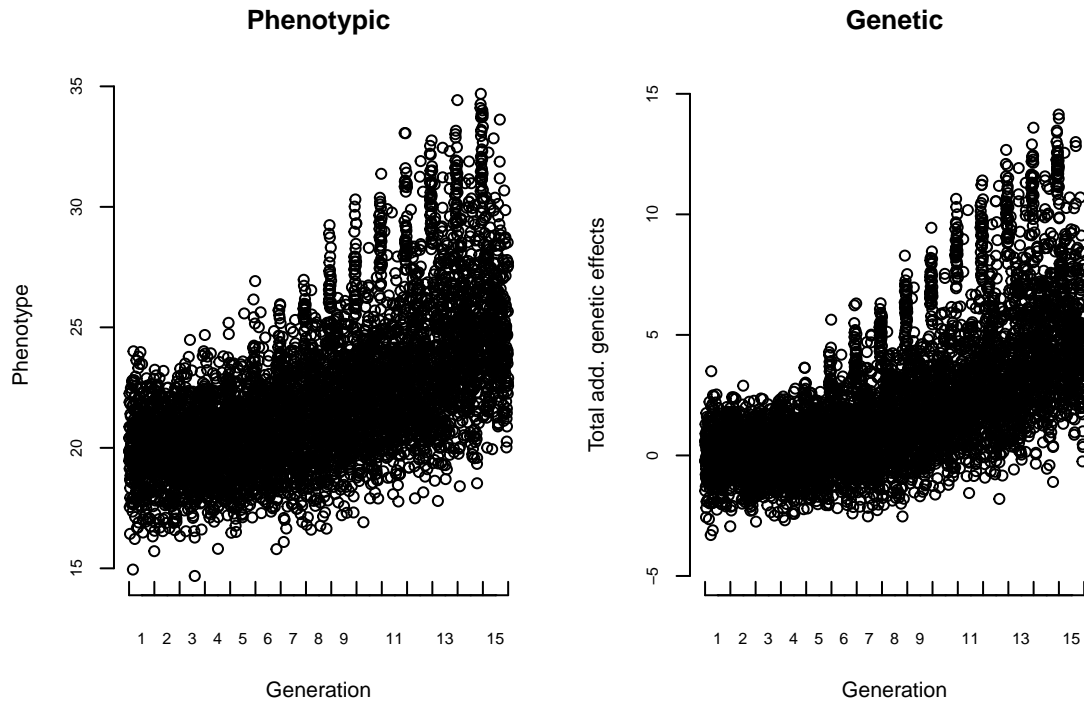 Phenotypic
Phenotype
35
30
25
20
15
1 2 3 4 5 6 7 8 9 11 13 15
Generation
Genetic
Total add. genetic effects
15
10
5
0
−5
1 2 3 4 5 6 7 8 9 11 13 15
Generation